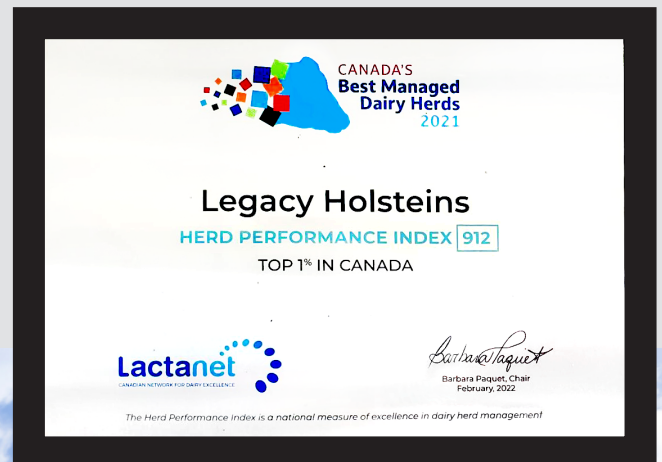 CANADA'S
Best Managed
Dairy Herds
2021
Legacy Holsteins
HERD PERFORMANCE INDEX 912
TOP 1% IN CANADA
Lactanet
CANADIAN NETWORK FOR DAIRY EXCELLENCE
Barbara Paquet
Barbara Paquet, Chair
February, 2022
The Herd Performance Index is a national measure of excellence in dairy herd management